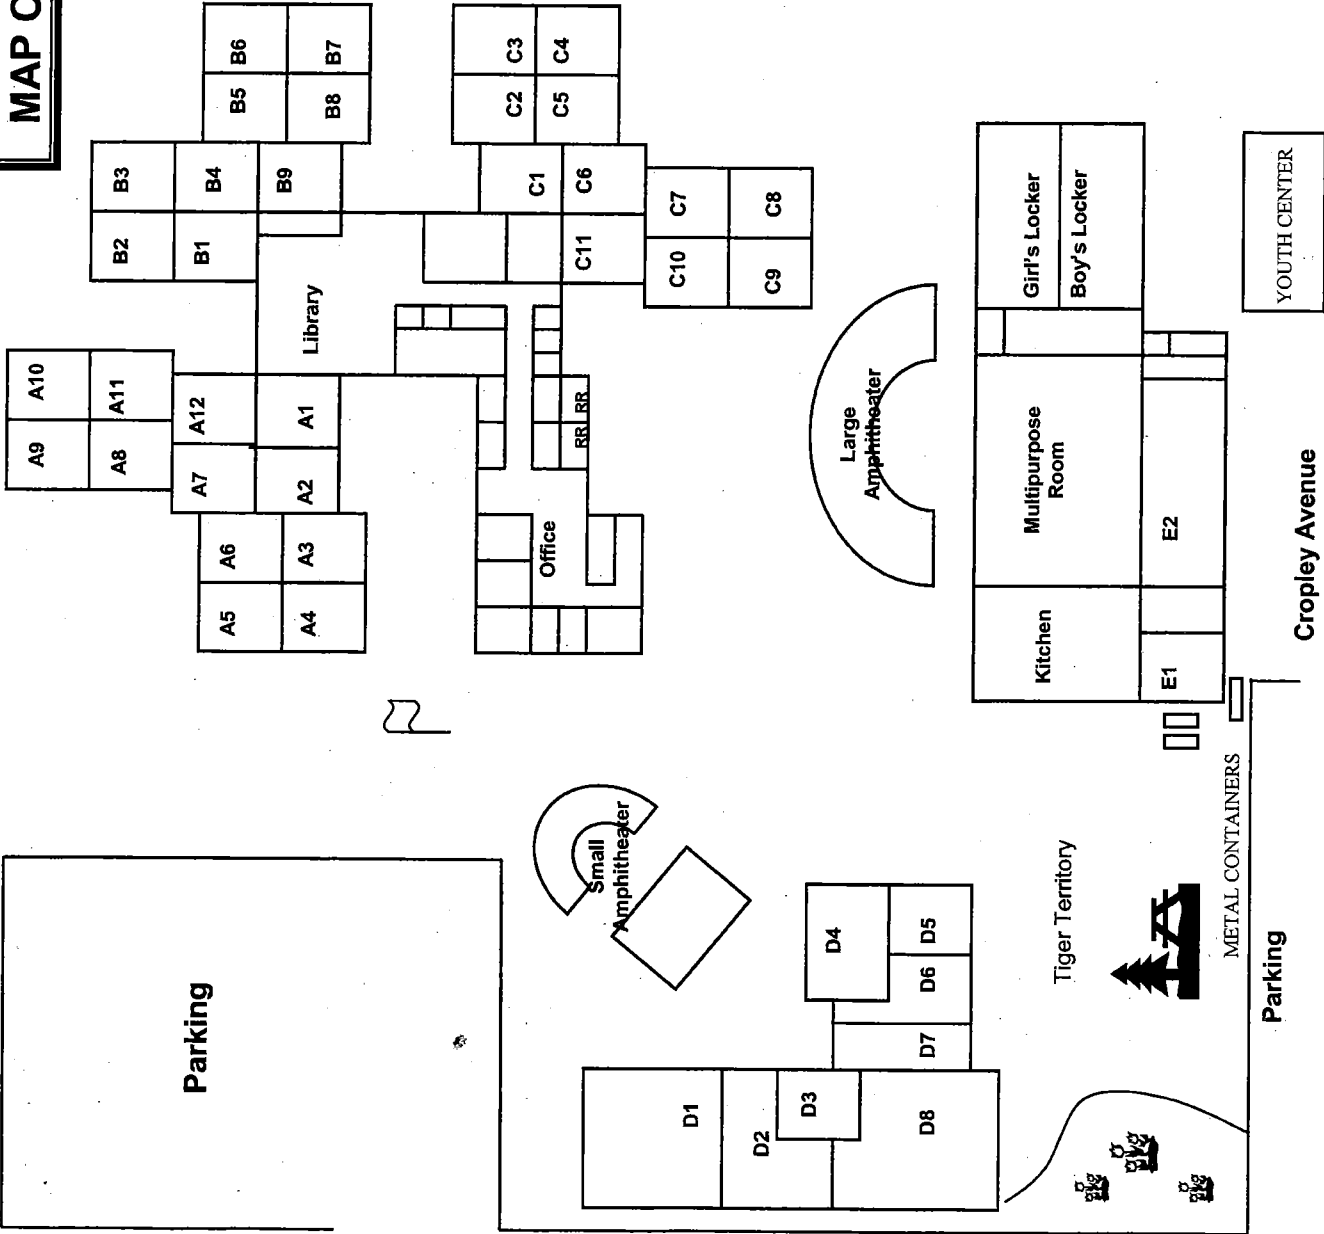 MAP
B6
B7
B5
B8
B3
B4
B9
B2
B1
C3
C4
C2
C5
C1
C6
C7
C8
C11
C10
C9
Library
A10
A11
A9
A8
A12
A1
A7
A2
A6
A3
A5
A4
RR
RR
Office
Large
Amphitheater
Girl's Locker
Boy's Locker
YOUTH CENTER
Multipurpose
Room
E2
Kitchen
E1
Cropley Avenue
Small
Amphitheater
Parking
D4
D5
D6
D7
D1
D2
D3
D8
Tiger Territory
METAL CONTAINERS
Parking